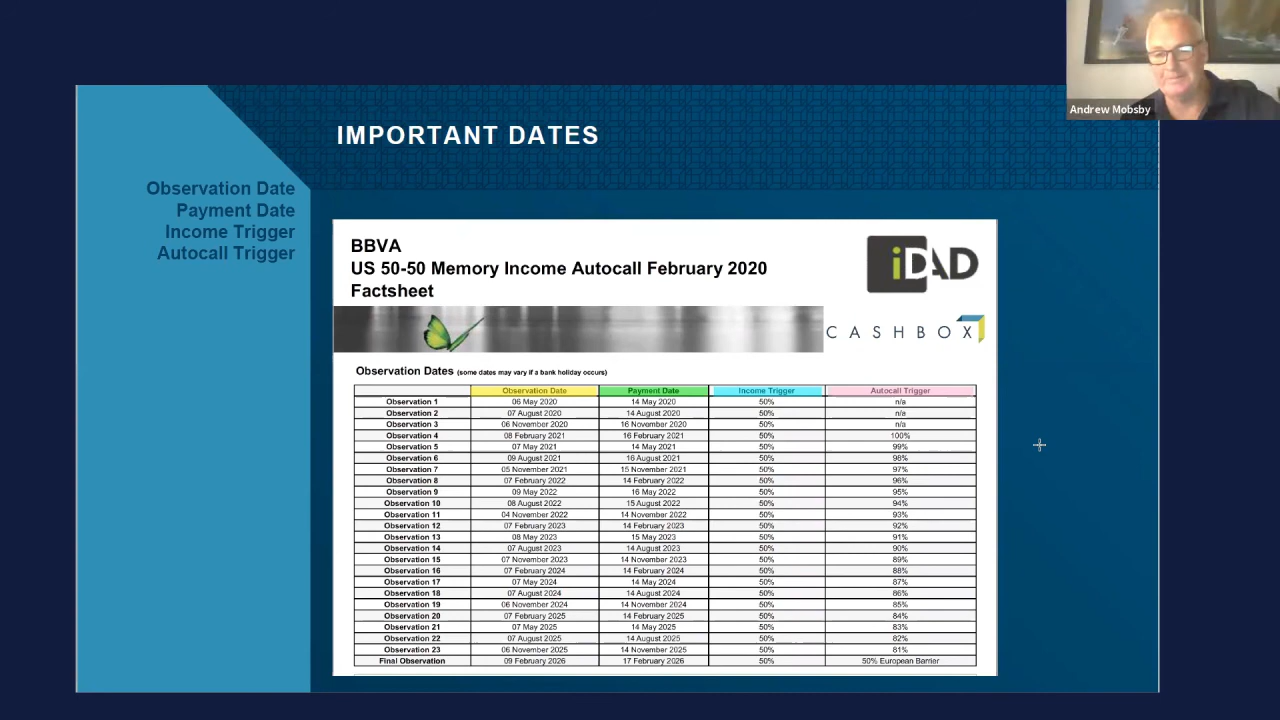 Andrew Mobsby
IMPORTANT DATES
Observation Date
Payment Date
Income Trigger
Autocall Trigger
BBVA
US 50-50 Memory Income Autocall February 2020
Factsheet
iDAD
CASHBOX
Observation Dates (some dates may vary if a bank holiday occurs)
Observation Date Payment Date Income Trigger Autocall Trigger
Observation 1 06 May 2020 14 May 2020 50% n/a
Observation 2 07 August 2020 14 August 2020 50% n/a
Observation 3 06 November 2020 16 November 2020 50% n/a
Observation 4 08 February 2021 16 February 2021 50% 100%
Observation 5 07 May 2021 14 May 2021 50% 99%
Observation 6 09 August 2021 16 August 2021 50% 98%
Observation 7 05 November 2021 15 November 2021 50% 97%
Observation 8 07 February 2022 14 February 2022 50% 96%
Observation 9 09 May 2022 16 May 2022 50% 95%
Observation 10 08 August 2022 15 August 2022 50% 94%
Observation 11 04 November 2022 14 November 2022 50% 93%
Observation 12 07 February 2023 14 February 2023 50% 92%
Observation 13 08 May 2023 15 May 2023 50% 91%
Observation 14 07 August 2023 14 August 2023 50% 90%
Observation 15 07 November 2023 14 November 2023 50% 89%
Observation 16 07 February 2024 14 February 2024 50% 88%
Observation 17 07 May 2024 14 May 2024 50% 87%
Observation 18 07 August 2024 14 August 2024 50% 86%
Observation 19 06 November 2024 14 November 2024 50% 85%
Observation 20 07 February 2025 14 February 2025 50% 84%
Observation 21 07 May 2025 14 May 2025 50% 83%
Observation 22 07 August 2025 14 August 2025 50% 82%
Observation 23 06 November 2025 14 November 2025 50% 81%
Final Observation 09 February 2026 17 February 2026 50% 50% European Barrier